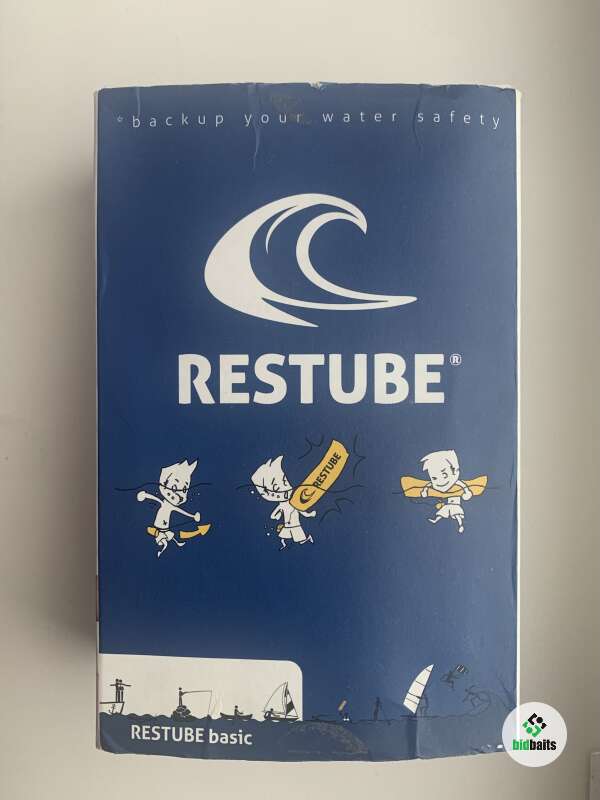 *backup your water safety
RESTUBE®
RESTUBE
RESTUBE basic
bidbaits